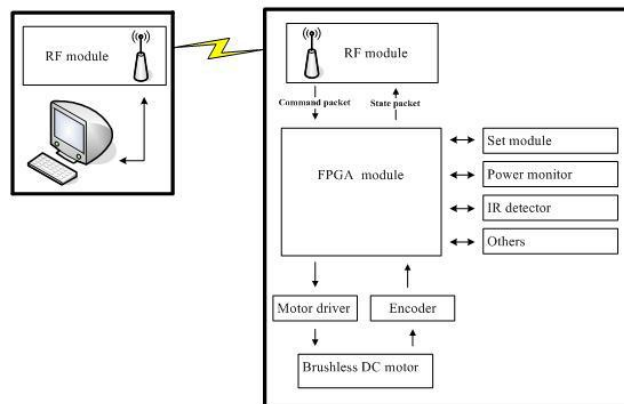 RF module
RF module
Command packet
State packet
FPGA module
Set module
Power monitor
IR detector
Others
Motor driver
Encoder
Brushless DC motor